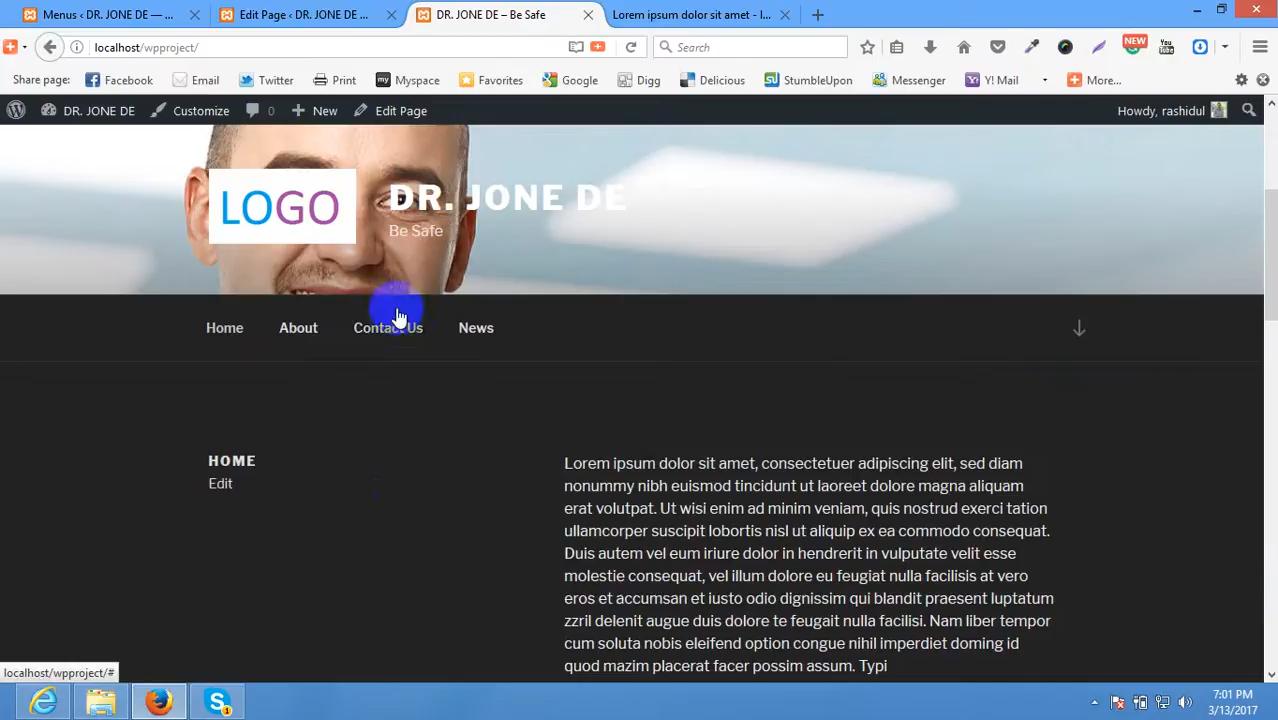 Menus ‹ DR. JONE DE — ...
Edit Page ‹ DR. JONE DE ...
DR. JONE DE – Be Safe
Lorem ipsum dolor sit amet - l...
localhost/wpproject/
Search
NEW
You
Tube
Share page:
Facebook
Email
Twitter
Print
my Myspace
Favorites
Google
Digg
Delicious
StumbleUpon
Messenger
Y! Mail
More...
DR. JONE DE
Customize
0
New
Edit Page
Howdy, rashidul
LOGO
DR. JONE DE
Be Safe
Home
About
Contact Us
News
HOME
Edit
Lorem ipsum dolor sit amet, consectetuer adipiscing elit, sed diam
nonummy nibh euismod tincidunt ut laoreet dolore magna aliquam
erat volutpat. Ut wisi enim ad minim veniam, quis nostrud exerci tation
ullamcorper suscipit lobortis nisl ut aliquip ex ea commodo consequat.
Duis autem vel eum iriure dolor in hendrerit in vulputate velit esse
molestie consequat, vel illum dolore eu feugiat nulla facilisis at vero
eros et accumsan et iusto odio dignissim qui blandit praesent luptatum
zzril delenit augue duis dolore te feugait nulla facilisi. Nam liber tempor
cum soluta nobis eleifend option congue nihil imperdiet doming id
quod mazim placerat facer possim assum. Typi
localhost/wpproject/#
7:01 PM
3/13/2017